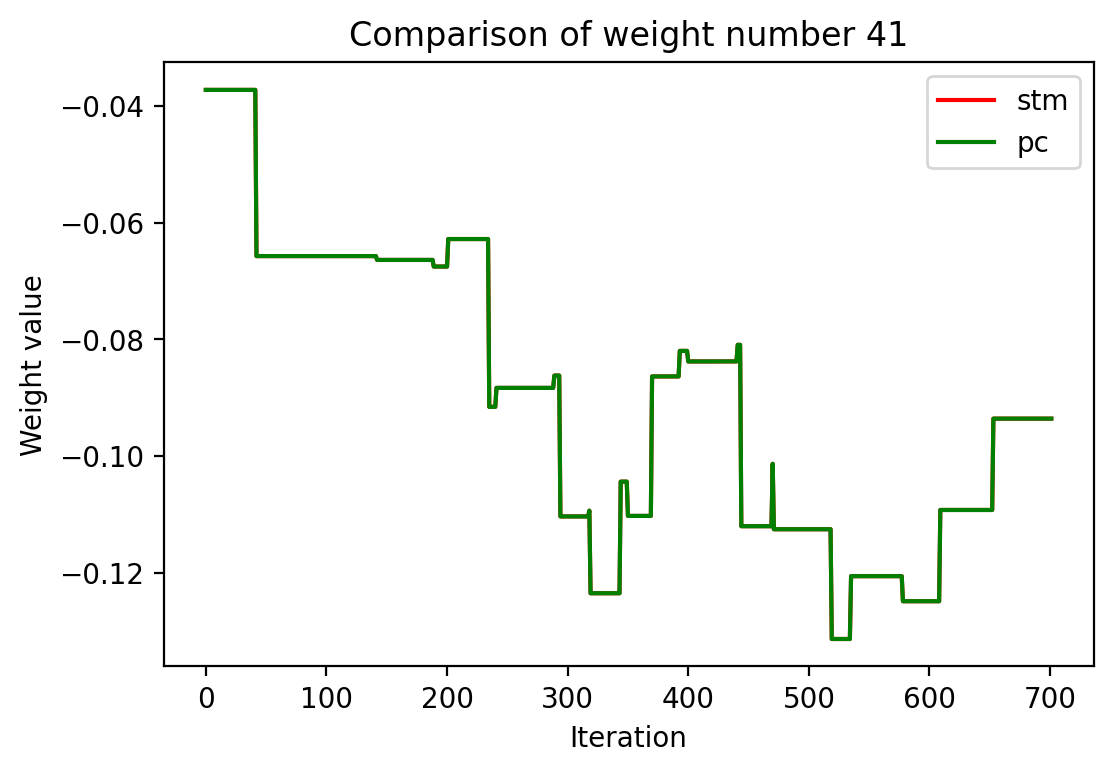 Comparison of weight number 41
stm
pc
Weight value
−0.04
−0.06
−0.08
−0.10
−0.12
0 100 200 300 400 500 600 700
Iteration